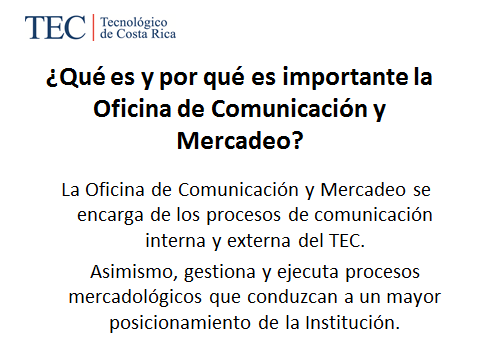 TEC
Tecnológico
de Costa Rica
¿Qué es y por qué es importante la
Oficina de Comunicación y
Mercadeo?
La Oficina de Comunicación y Mercadeo se
encarga de los procesos de comunicación
interna y externa del TEC.
Asimismo, gestiona y ejecuta procesos
mercadológicos que conduzcan a un mayor
posicionamiento de la Institución.